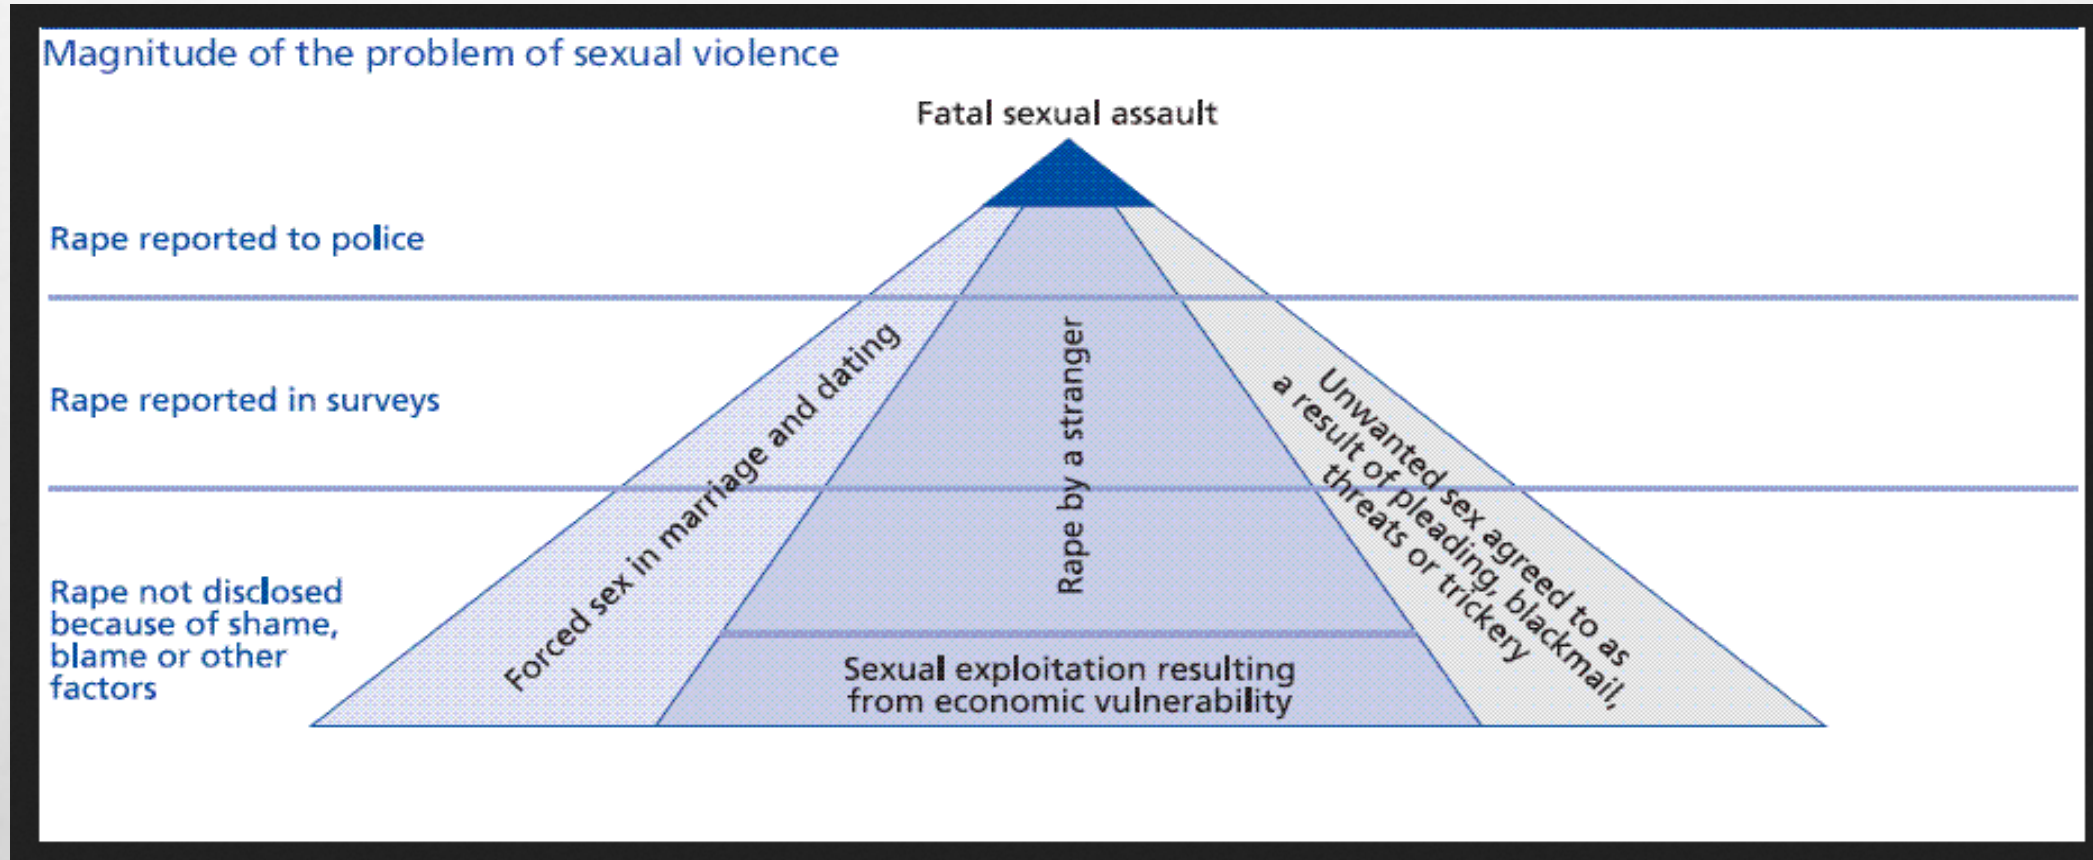 Magnitude of the problem of sexual violence
Fatal sexual assault
Rape reported to police
Rape reported in surveys
Rape not disclosed
because of shame,
blame or other
factors
Forced sex in marriage and dating
Rape by a stranger
Unwanted sex agreed to as
a result of pleading, blackmail,
threats or trickery
Sexual exploitation resulting
from economic vulnerability